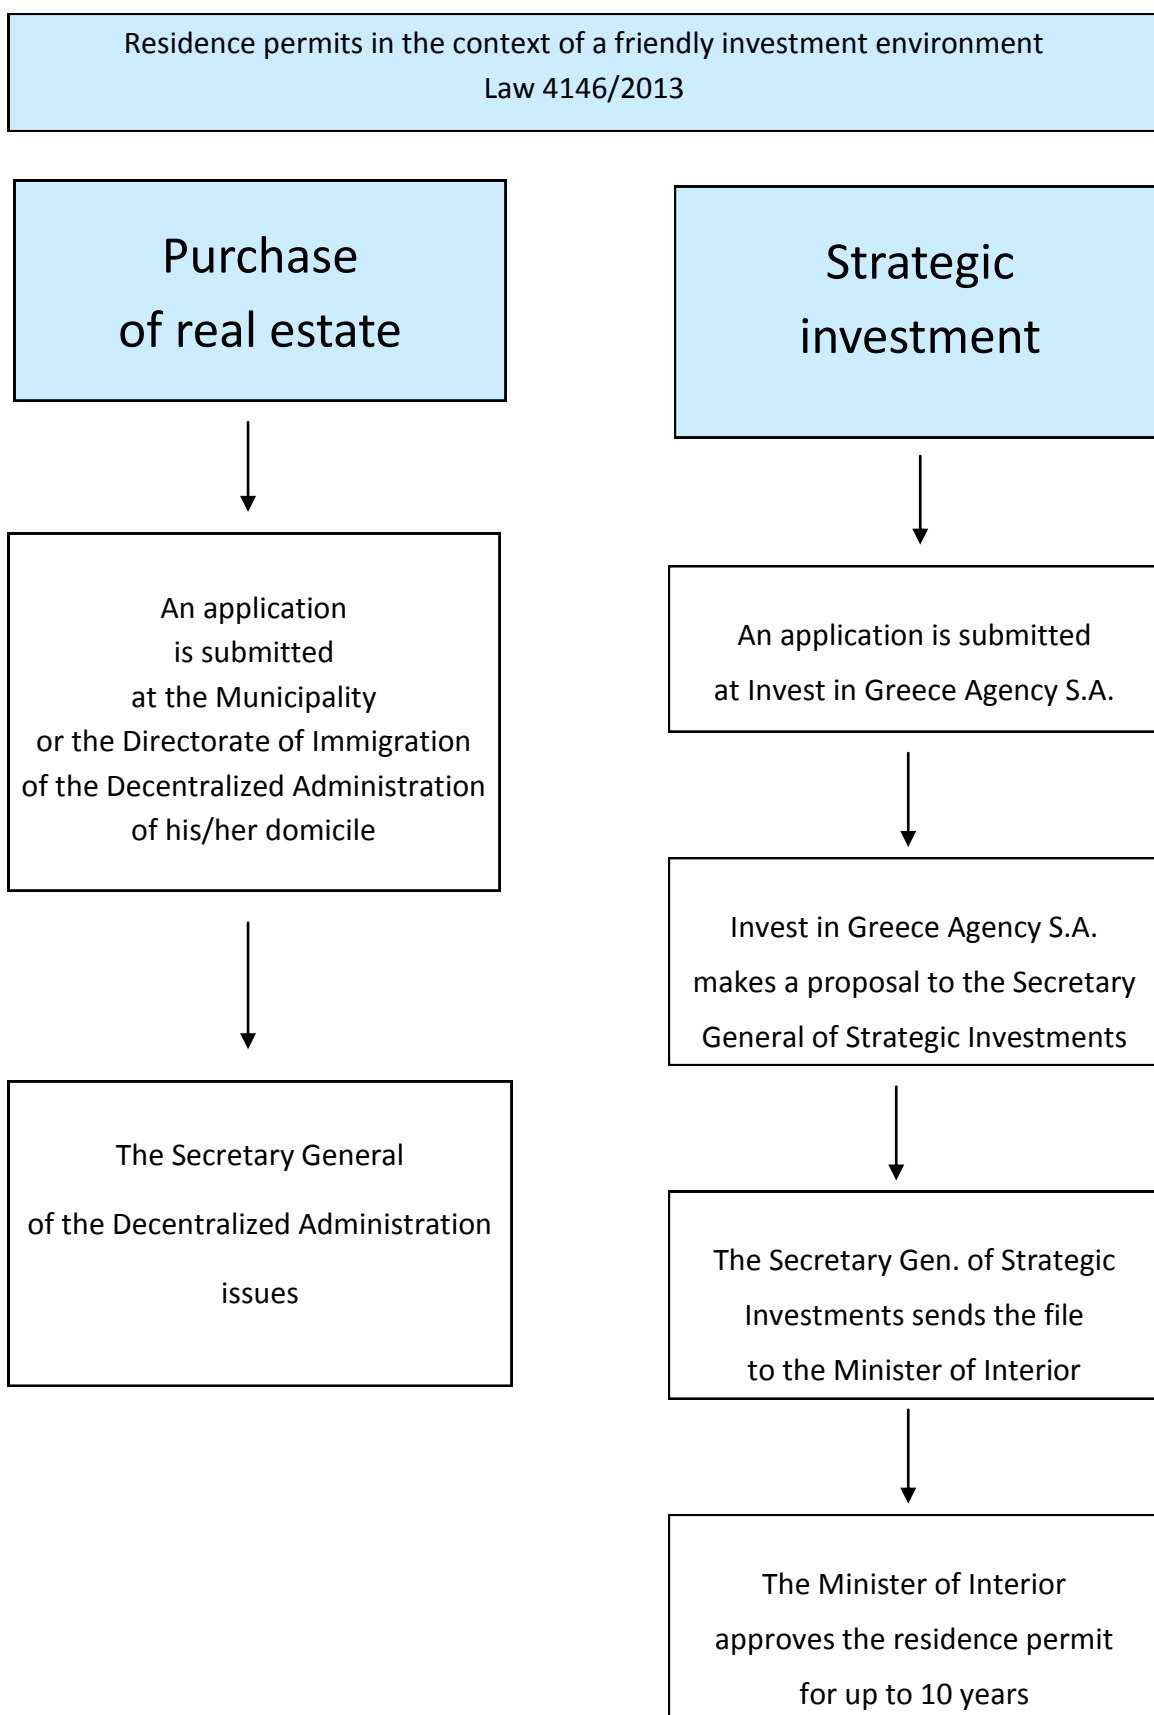 Residence permits in the context of a friendly investment environment
Law 4146/2013
Purchase
of real estate
An application
is submitted
at the Municipality
or the Directorate of Immigration
of the Decentralized Administration
of his/her domicile
The Secretary General
of the Decentralized Administration
issues
Strategic
investment
An application is submitted
at Invest in Greece Agency S.A.
Invest in Greece Agency S.A.
makes a proposal to the Secretary
General of Strategic Investments
The Secretary Gen. of Strategic
Investments sends the file
to the Minister of Interior
The Minister of Interior
approves the residence permit
for up to 10 years